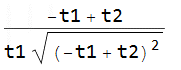 -t1 + t2
t1 √(-t1 + t2)²